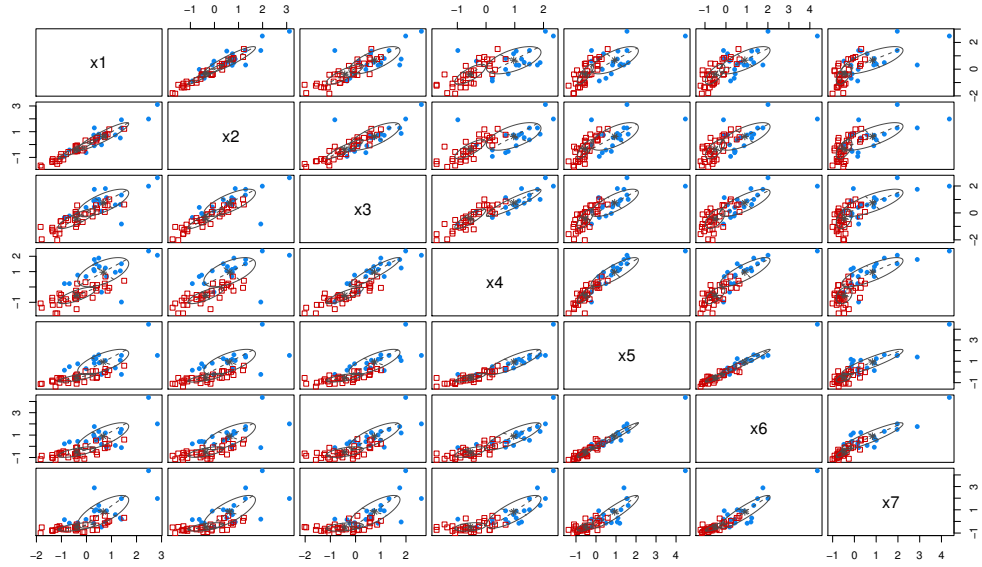 −1 0 1 2 3 −1 0 1 2 −1 0 1 2 3 4
x1 −2 0 2
−1 1 3 x2
x3 −2 0 2
−1 1 2 x4
x5 −1 1 3
−1 1 3 x6
x7 −1 1 3
−2 −1 0 1 2 3 −2 −1 0 1 2 −1 0 1 2 3 4 −1 0 1 2 3 4